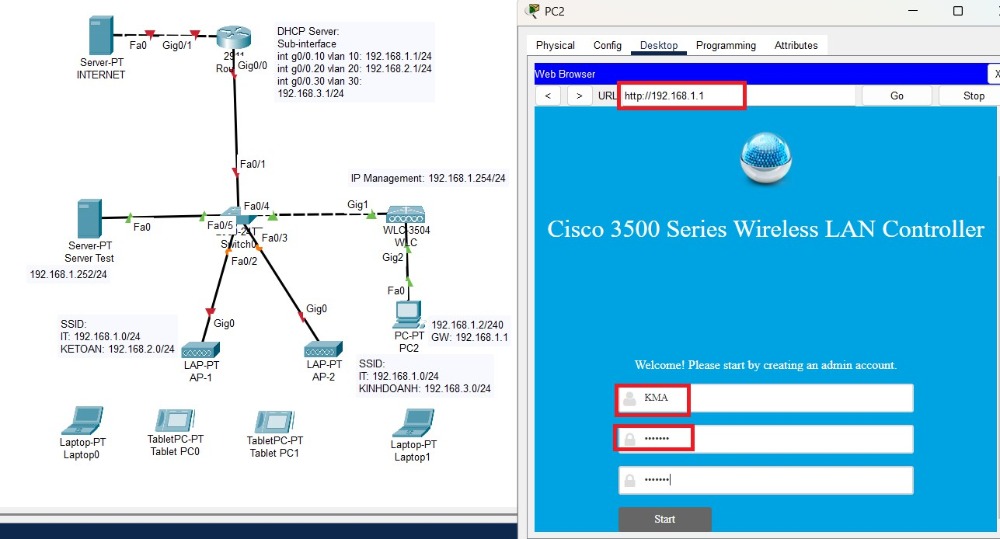 Server-PT
INTERNET
Fa0
Gig0/1
Gig0/0
DHCP Server:
Sub-interface
int g0/0.10 vlan 10: 192.168.1.1/24
int g0/0.20 vlan 20: 192.168.2.1/24
int g0/0.30 vlan 30:
192.168.3.1/24
Fa0/1
IP Management: 192.168.1.254/24
Fa0/4
Gig1
WLC-3504
WLC
Gig2
Fa0
Fa0/5
Fa0/3
Switch0
Fa0/2
Server-PT
Server Test
192.168.1.252/24
Fa0
PC-PT
PC2
192.168.1.2/240
GW: 192.168.1.1
Gig0
Gig0
SSID:
IT: 192.168.1.0/24
KETOAN: 192.168.2.0/24
LAP-PT
AP-1
LAP-PT
AP-2
SSID:
IT: 192.168.1.0/24
KINHDOANH: 192.168.3.0/24
Laptop-PT
Laptop0
TabletPC-PT
Tablet PC0
TabletPC-PT
Tablet PC1
Laptop-PT
Laptop1
PC2
Physical Config Desktop Programming Attributes
Web Browser X
< > URL http://192.168.1.1 Go Stop
Cisco 3500 Series Wireless LAN Controller
Welcome! Please start by creating an admin account.
KMA
•••••••
•••••••
Start